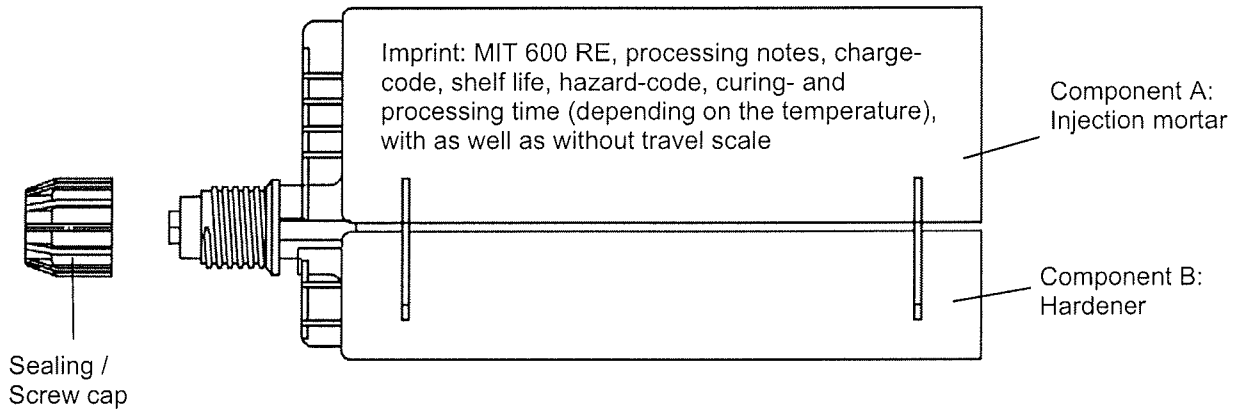 Imprint: MIT 600 RE, processing notes, charge-
code, shelf life, hazard-code, curing- and
processing time (depending on the temperature),
with as well as without travel scale
Component A:
Injection mortar
Component B:
Hardener
Sealing /
Screw cap